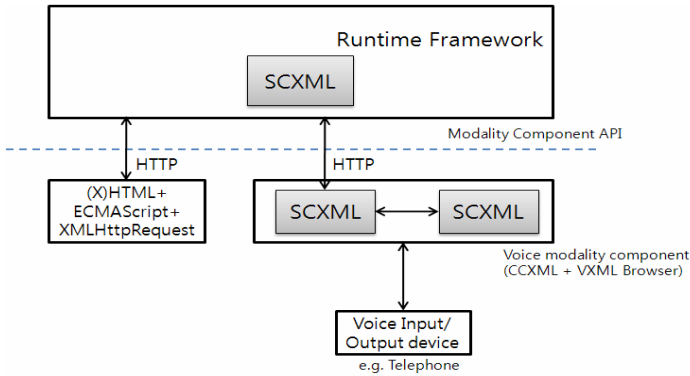 Runtime Framework
SCXML
Modality Component API
HTTP
HTTP
(X)HTML+
ECMAScript+
XMLHttpRequest
SCXML
SCXML
Voice modality component
(CCXML + VXML Browser)
Voice Input/
Output device
e.g. Telephone